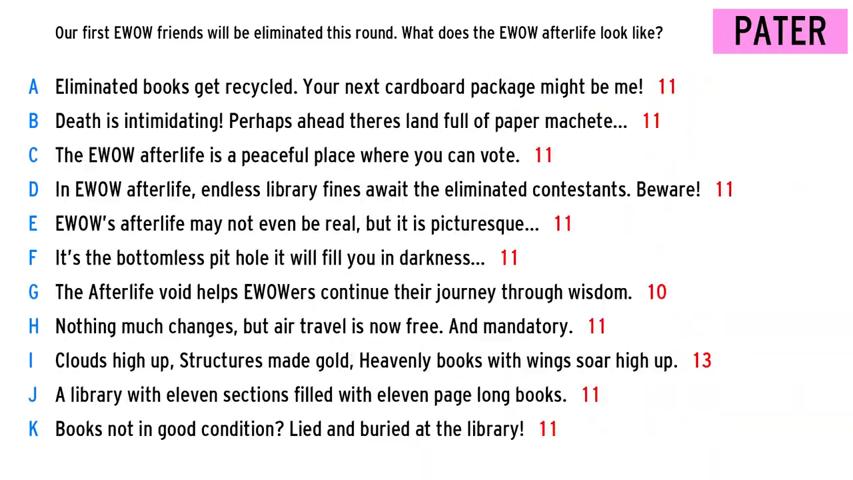 Our first EWOW friends will be eliminated this round. What does the EWOW afterlife look like?
PATER
A Eliminated books get recycled. Your next cardboard package might be me! 11
B Death is intimidating! Perhaps ahead theres land full of paper machete... 11
C The EWOW afterlife is a peaceful place where you can vote. 11
D In EWOW afterlife, endless library fines await the eliminated contestants. Beware! 11
E EWOW's afterlife may not even be real, but it is picturesque... 11
F It's the bottomless pit hole it will fill you in darkness... 11
G The Afterlife void helps EWOWers continue their journey through wisdom. 10
H Nothing much changes, but air travel is now free. And mandatory. 11
I Clouds high up, Structures made gold, Heavenly books with wings soar high up. 13
J A library with eleven sections filled with eleven page long books. 11
K Books not in good condition? Lied and buried at the library! 11